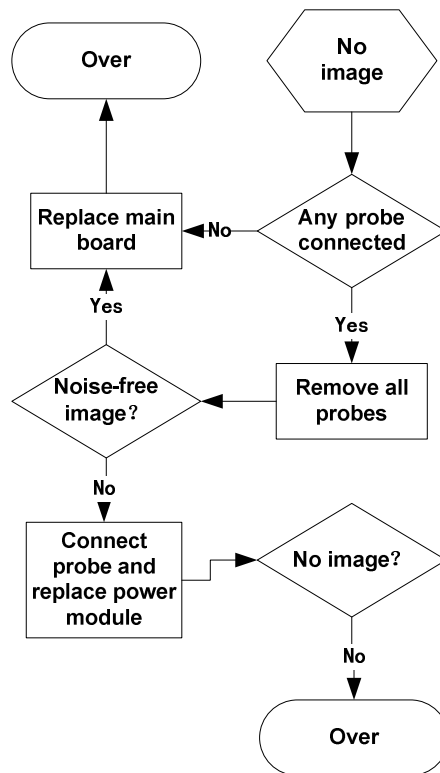 Over
No
image
Replace main
board
No
Any probe
connected
Yes
Yes
Noise-free
image?
Remove all
probes
No
Connect
probe and
replace power
module
No image?
No
Over